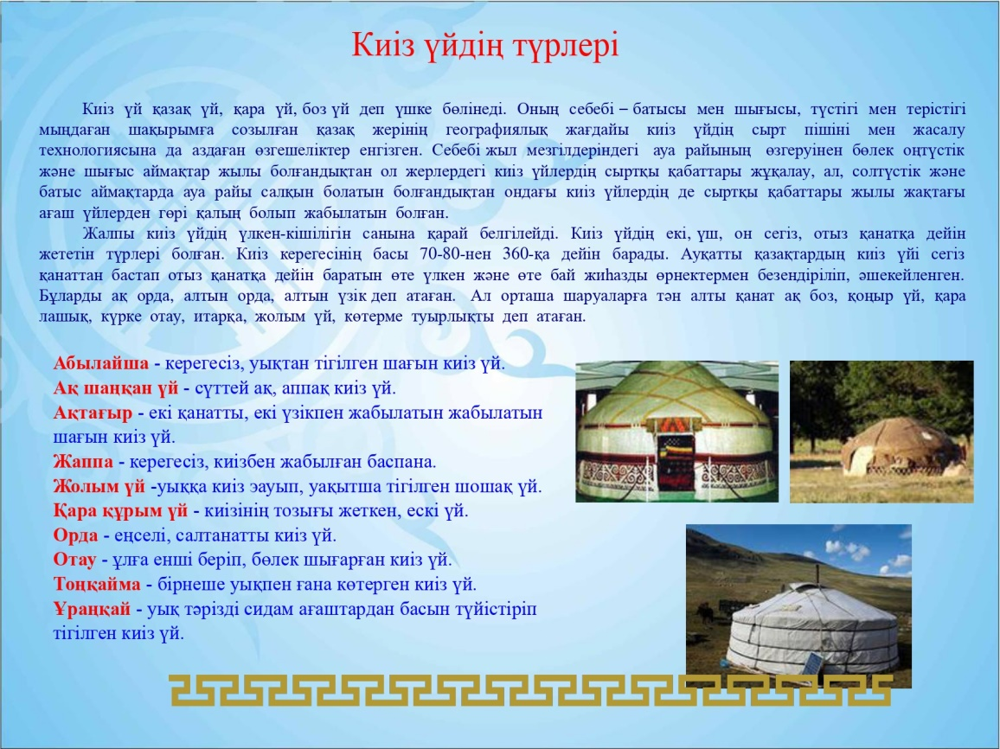 Киіз үйдің түрлері
Киіз үй қазақ үй, қара үй, боз үй деп үшке бөлінеді. Оның себебі – батысы мен шығысы, түстігі мен терістігі
мыңдаған шақырымға созылған қазақ жерінің географиялық жағдайы киіз үйдің сырт пішіні мен жасалу
технологиясына да аздаған өзгешеліктер енгізген. Себебі жыл мезгілдеріндегі ауа райының өзгеруінен бөлек оңтүстік
және шығыс аймақтар жылы болғандықтан ол жерлердегі киіз үйлердің сыртқы қабаттары жұқалау, ал, солтүстік және
батыс аймақтарда ауа райы салқын болатын болғандықтан ондағы киіз үйлердің де сыртқы қабаттары жылы жақтағы
ағаш үйлерден гөрі қалың болып жабылатын болған.
Жалпы киіз үйдің үлкен-кішілігін санына қарай белгілейді. Киіз үйдің екі, үш, он сегіз, отыз қанатқа дейін
жететін түрлері болған. Киіз керегесінің басы 70-80-нен 360-қа дейін барады. Ауқатты қазақтардың киіз үйі сегіз
қанаттан бастап отыз қанатқа дейін баратын өте үлкен және өте бай жиһазды өрнектермен безендіріліп, әшекейленген.
Бұларды ақ орда, алтын орда, алтын үзік деп атаған. Ал орташа шаруаларға тән алты қанат ақ боз, қоңыр үй, қара
лашық, күрке отау, итарқа, жолым үй, көтерме туырлықты деп атаған.
Абылайша - керегесіз, уықтан тігілген шағын киіз үй.
Ақ шаңқан үй - сүттей ақ, аппақ киіз үй.
Ақтағыр - екі қанатты, екі үзікпен жабылатын жабылатын
шағын киіз үй.
Жаппа - керегесіз, киізбен жабылған баспана.
Жолым үй -уыққа киіз эауып, уақытша тігілген шошақ үй.
Қара құрым үй - киізінің тозығы жеткен, ескі үй.
Орда - еңселі, салтанатты киіз үй.
Отау - ұлға енші беріп, бөлек шығарған киіз үй.
Тоңқайма - бірнеше уықпен ғана көтерген киіз үй.
Ұраңқай - уық тәрізді сидам ағаштардан басын түйістіріп
тігілген киіз үй.